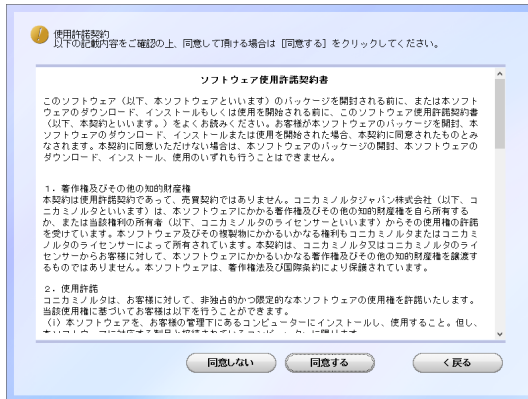 使用許諾契約
以下の記載内容をご確認の上、同意して頂ける場合は［同意する］をクリックしてください。
ソフトウェア使用許諾契約書
このソフトウェア（以下、本ソフトウェアといいます）のパッケージを開封される前に、または本ソフト
ウェアのダウンロード、インストールもしくは使用を開始される前に、このソフトウェア使用許諾契約書
（以下、本契約といいます。）をよくお読みください。お客様が本ソフトウェアのパッケージを開封、本
ソフトウェアのダウンロード、インストールまたは使用を開始された場合、本契約に同意されたものとみ
なされます。本契約に同意いただけない場合は、本ソフトウェアのパッケージの開封、本ソフトウェアの
ダウンロード、インストール、使用のいずれも行うことはできません。
１．著作権及びその他の知的財産権
本契約は使用許諾契約であって、売買契約ではありません。コニカミノルタジャパン株式会社（以下、コ
ニカミノルタといいます）は、本ソフトウェアにかかる著作権及びその他の知的財産権を自ら所有する
か、または当該権利の所有者（以下、コニカミノルタのライセンサーといいます）からその使用権の許諾
を受けています。本ソフトウェア及びその複製物にかかるいかなる権利もコニカミノルタまたはコニカミ
ノルタのライセンサーによって所有されています。本契約は、コニカミノルタ又はコニカミノルタのライ
センサーからお客様に対して、本ソフトウェアにかかるいかなる著作権及びその他の知的財産権を譲渡す
るものではありません。本ソフトウェアは、著作権法及び国際条約により保護されています。
２．使用許諾
コニカミノルタは、お客様に対して、非独占的かつ限定的な本ソフトウェアの使用権を許諾いたします。
当該使用権に基づいてお客様は以下を行うことができます。
（i）本ソフトウェアを、お客様の管理下にあるコンピューターにインストールし、使用すること。但し、
同意しない
同意する
＜戻る